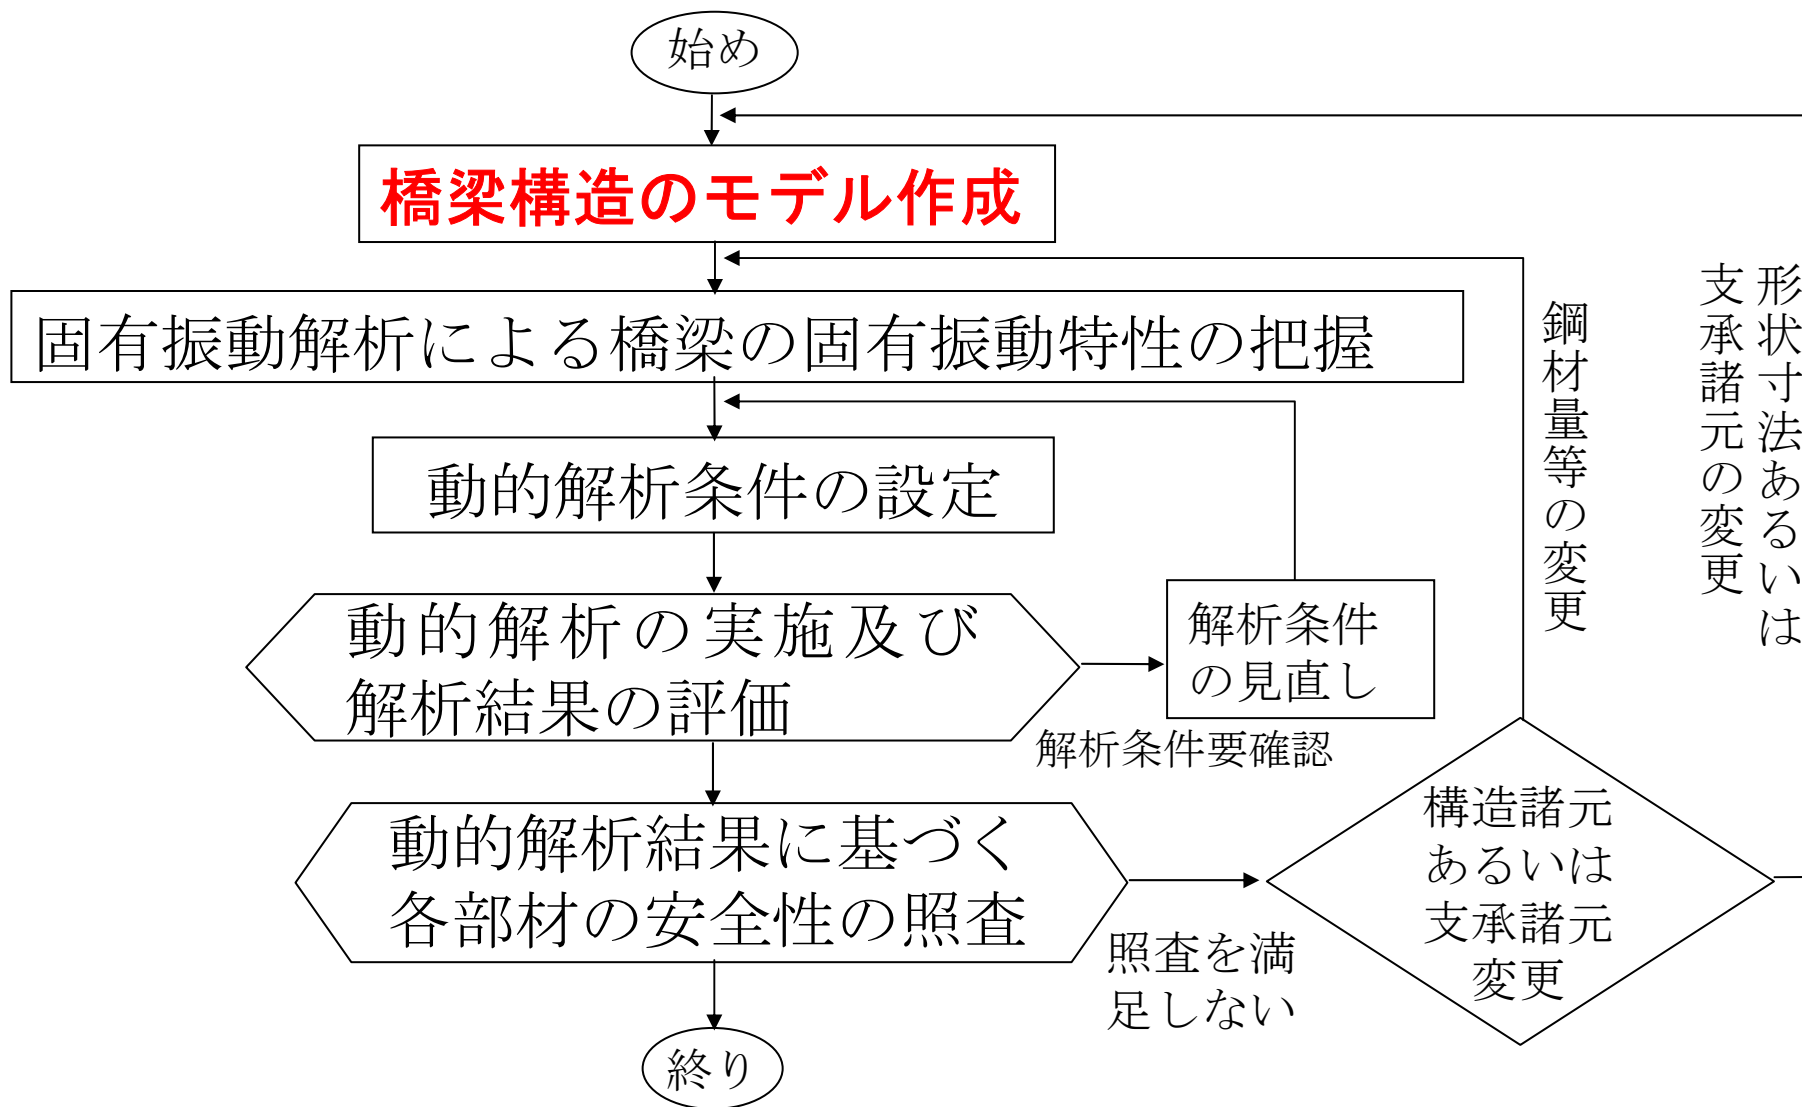 始め
橋梁構造のモデル作成
固有振動解析による橋梁の固有振動特性の把握
動的解析条件の設定
動的解析の実施及び
解析結果の評価
解析条件
の見直し
解析条件要確認
動的解析結果に基づく
各部材の安全性の照査
照査を満
足しない
構造諸元
あるいは
支承諸元
変更
鋼材量等の変更
形状寸法あるいは
支承諸元の変更
終り